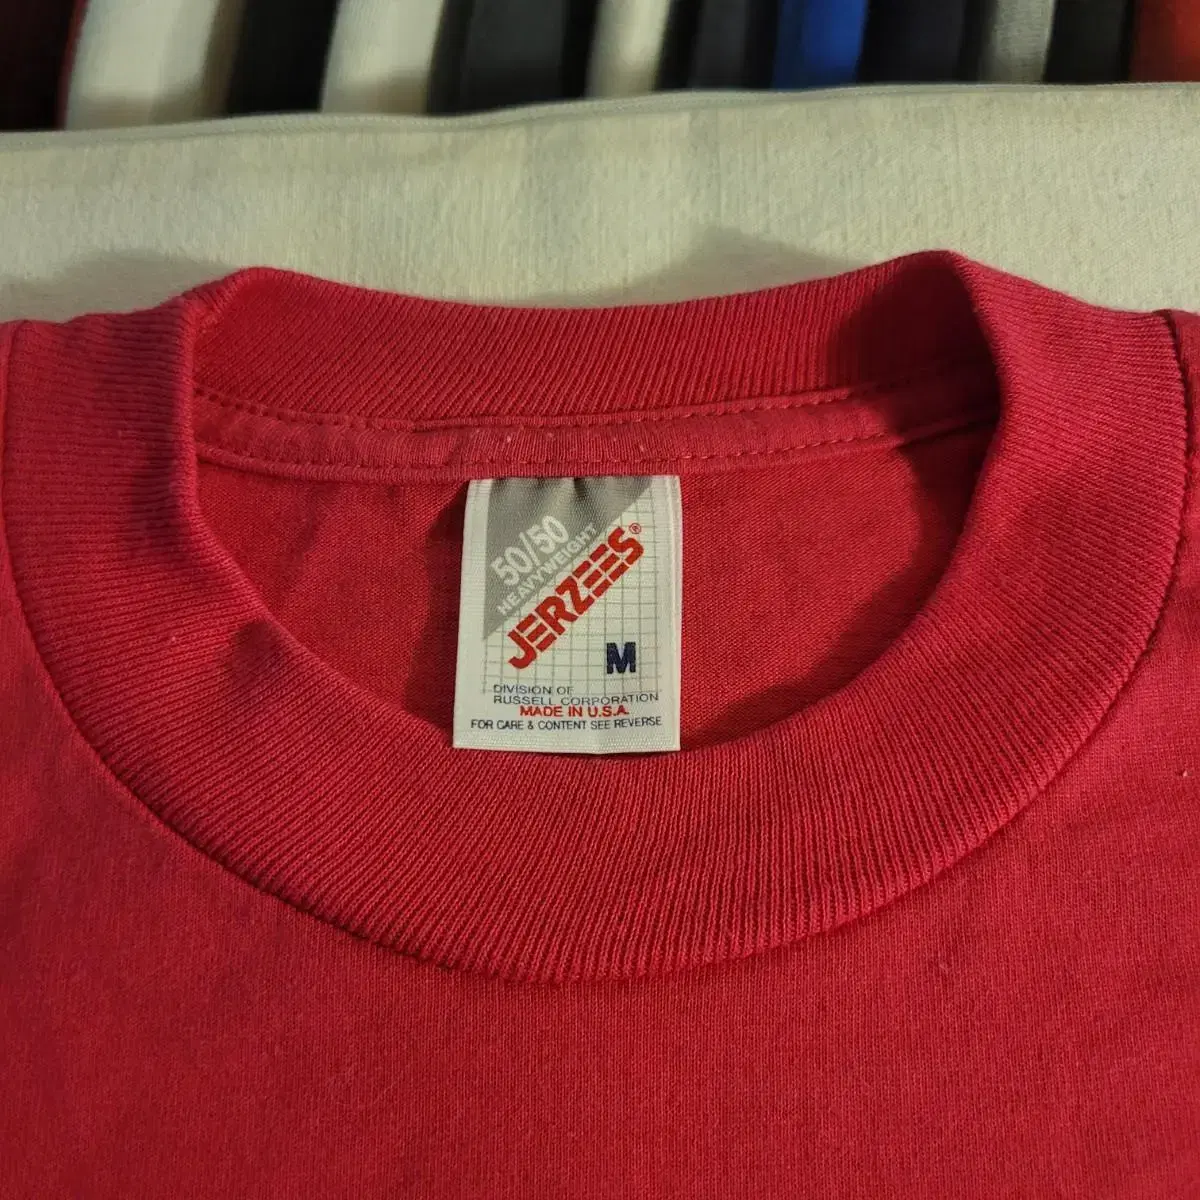 50/50
HEAVYWEIGHT
JERZEES®
M
DIVISION OF
RUSSELL CORPORATION
MADE IN U.S.A.
FOR CARE & CONTENT SEE REVERSE